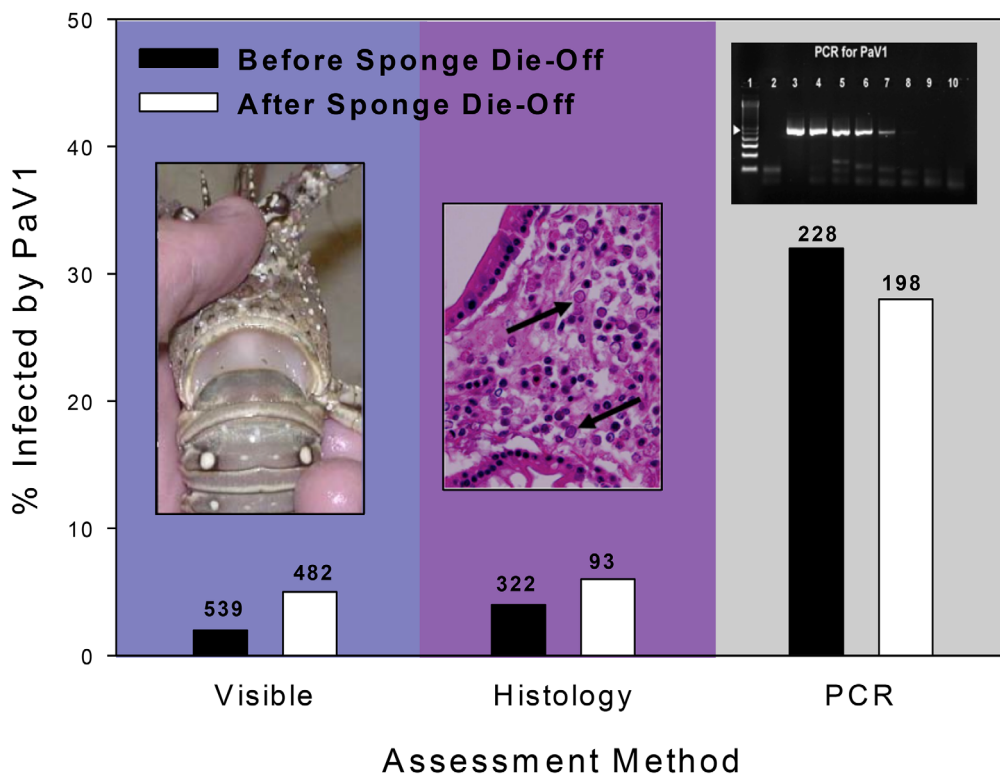 50
40
30
20
10
0
% Infected by PaV1
Before Sponge Die-Off
After Sponge Die-Off
PCR for PaV1
1 2 3 4 5 6 7 8 9 10
539
482
322
93
228
198
Visible
Histology
PCR
Assessment Method